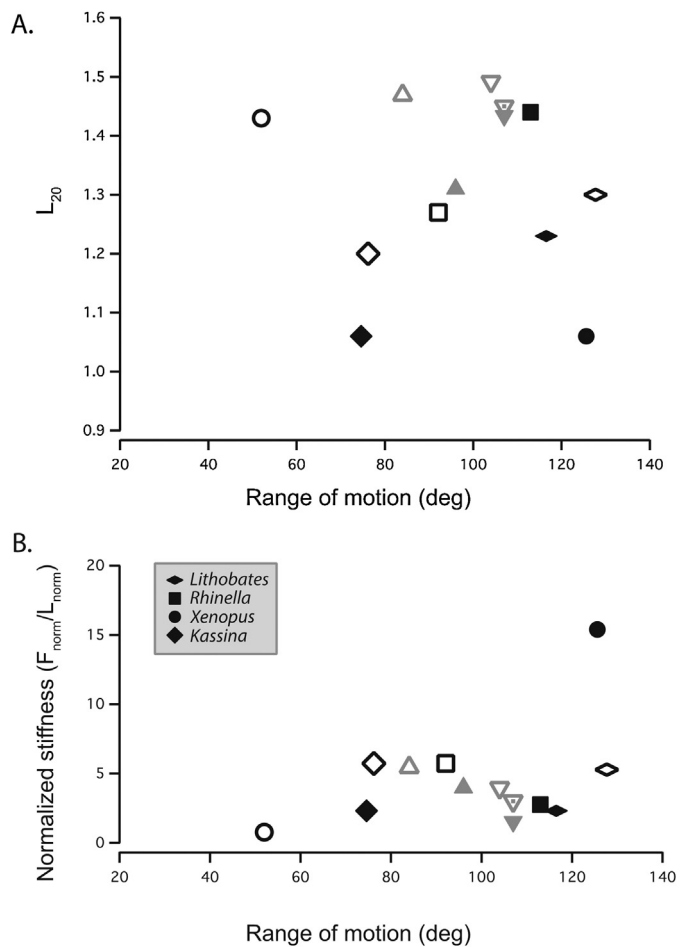 A.
1.6
1.5
1.4
1.3
1.2
1.1
1.0
0.9
L20
20 40 60 80 100 120 140
Range of motion (deg)
B.
20
15
10
5
0
Normalized stiffness (Fnorm/Lnorm)
Lithobates
Rhinella
Xenopus
Kassina
20 40 60 80 100 120 140
Range of motion (deg)